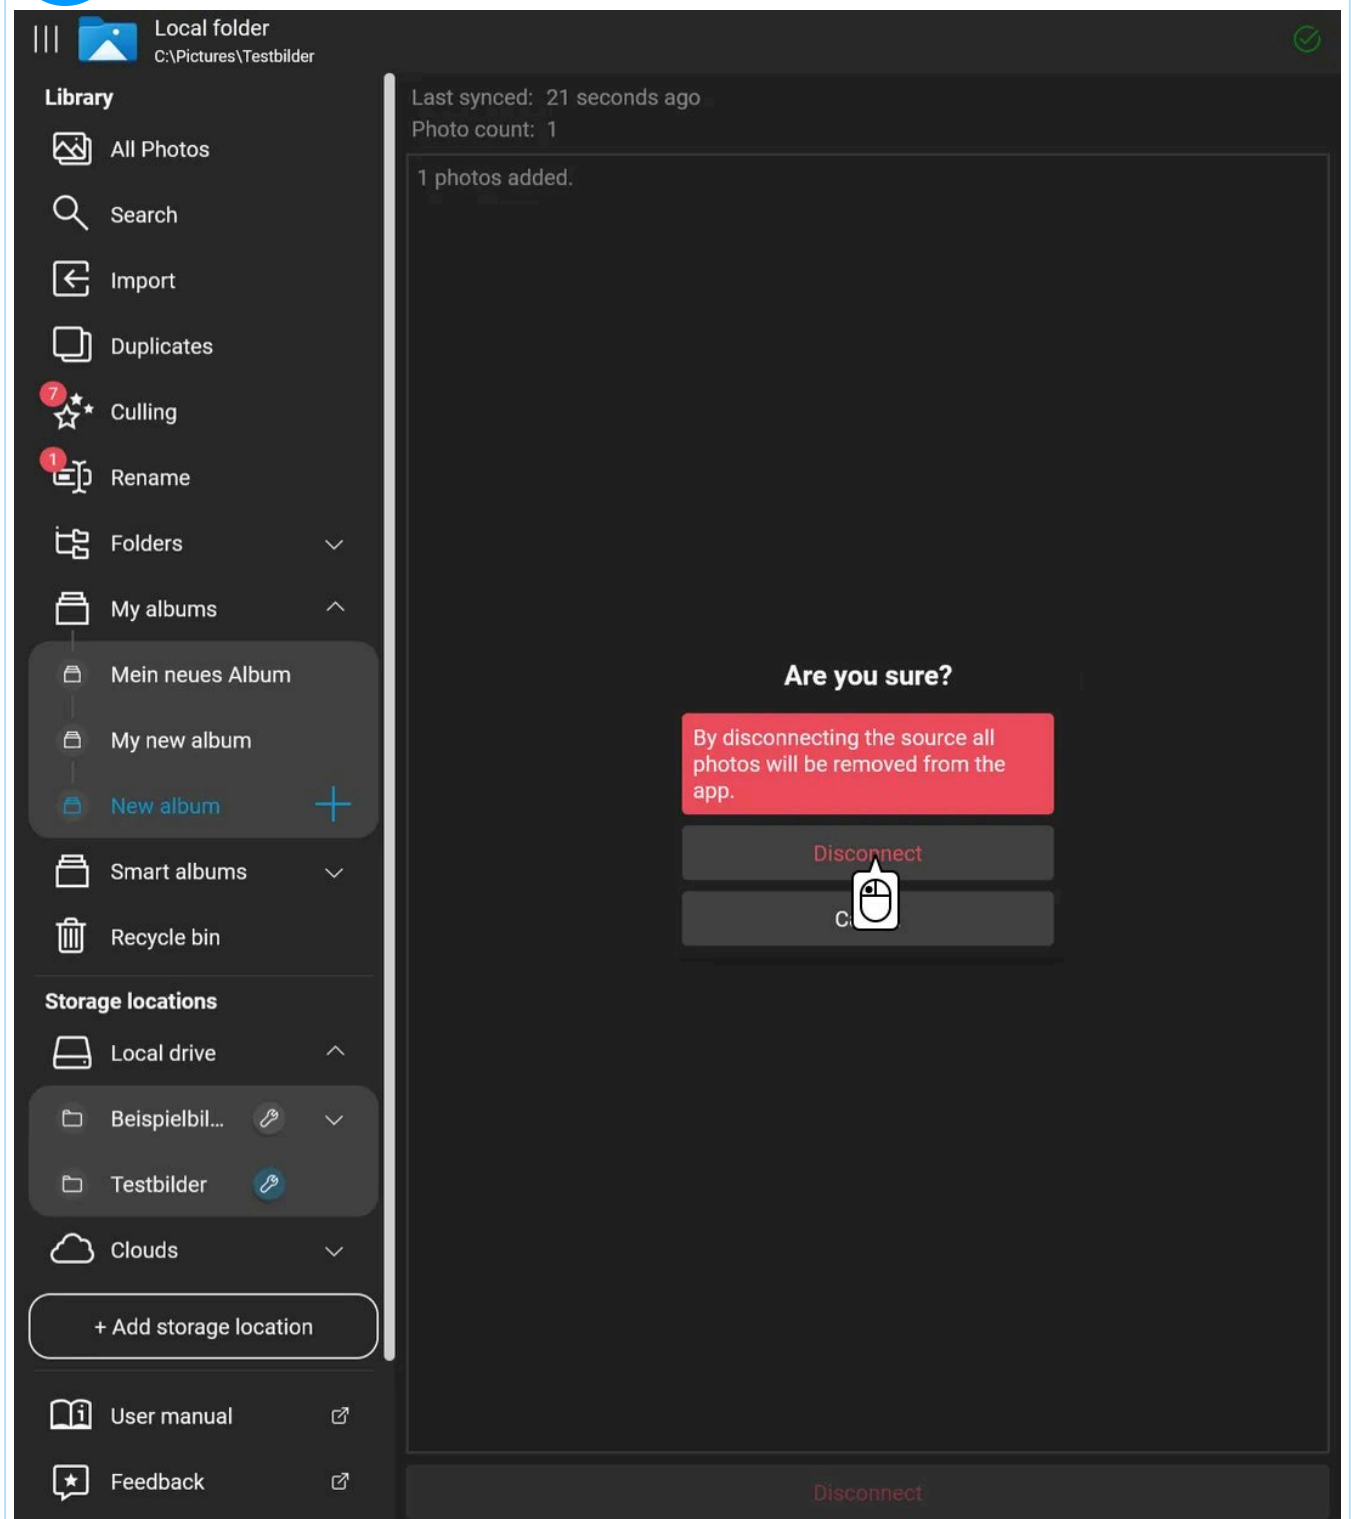 Local folder
C:\Pictures\Testbilder
Library
All Photos
Search
Import
Duplicates
7
Culling
1
Rename
Folders
My albums
Mein neues Album
My new album
New album
Smart albums
Recycle bin
Storage locations
Local drive
Beispielbil...
Testbilder
Clouds
+ Add storage location
User manual
Feedback
Last synced: 21 seconds ago
Photo count: 1
1 photos added.
Are you sure?
By disconnecting the source all
photos will be removed from the
app.
Disconnect
Disconnect